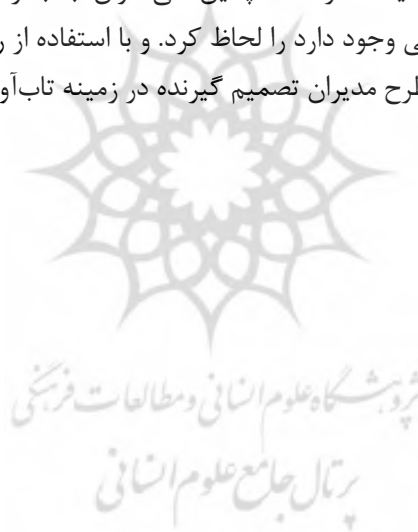 ی وجود دارد را لحاظ کرد. و با استفاده از ر
طرح مدیران تصمیم گیرنده در زمینه تاب‌آو
پژوهشگاه علوم انسانی و مطالعات فرهنگی
پرتال جامع علوم انسانی